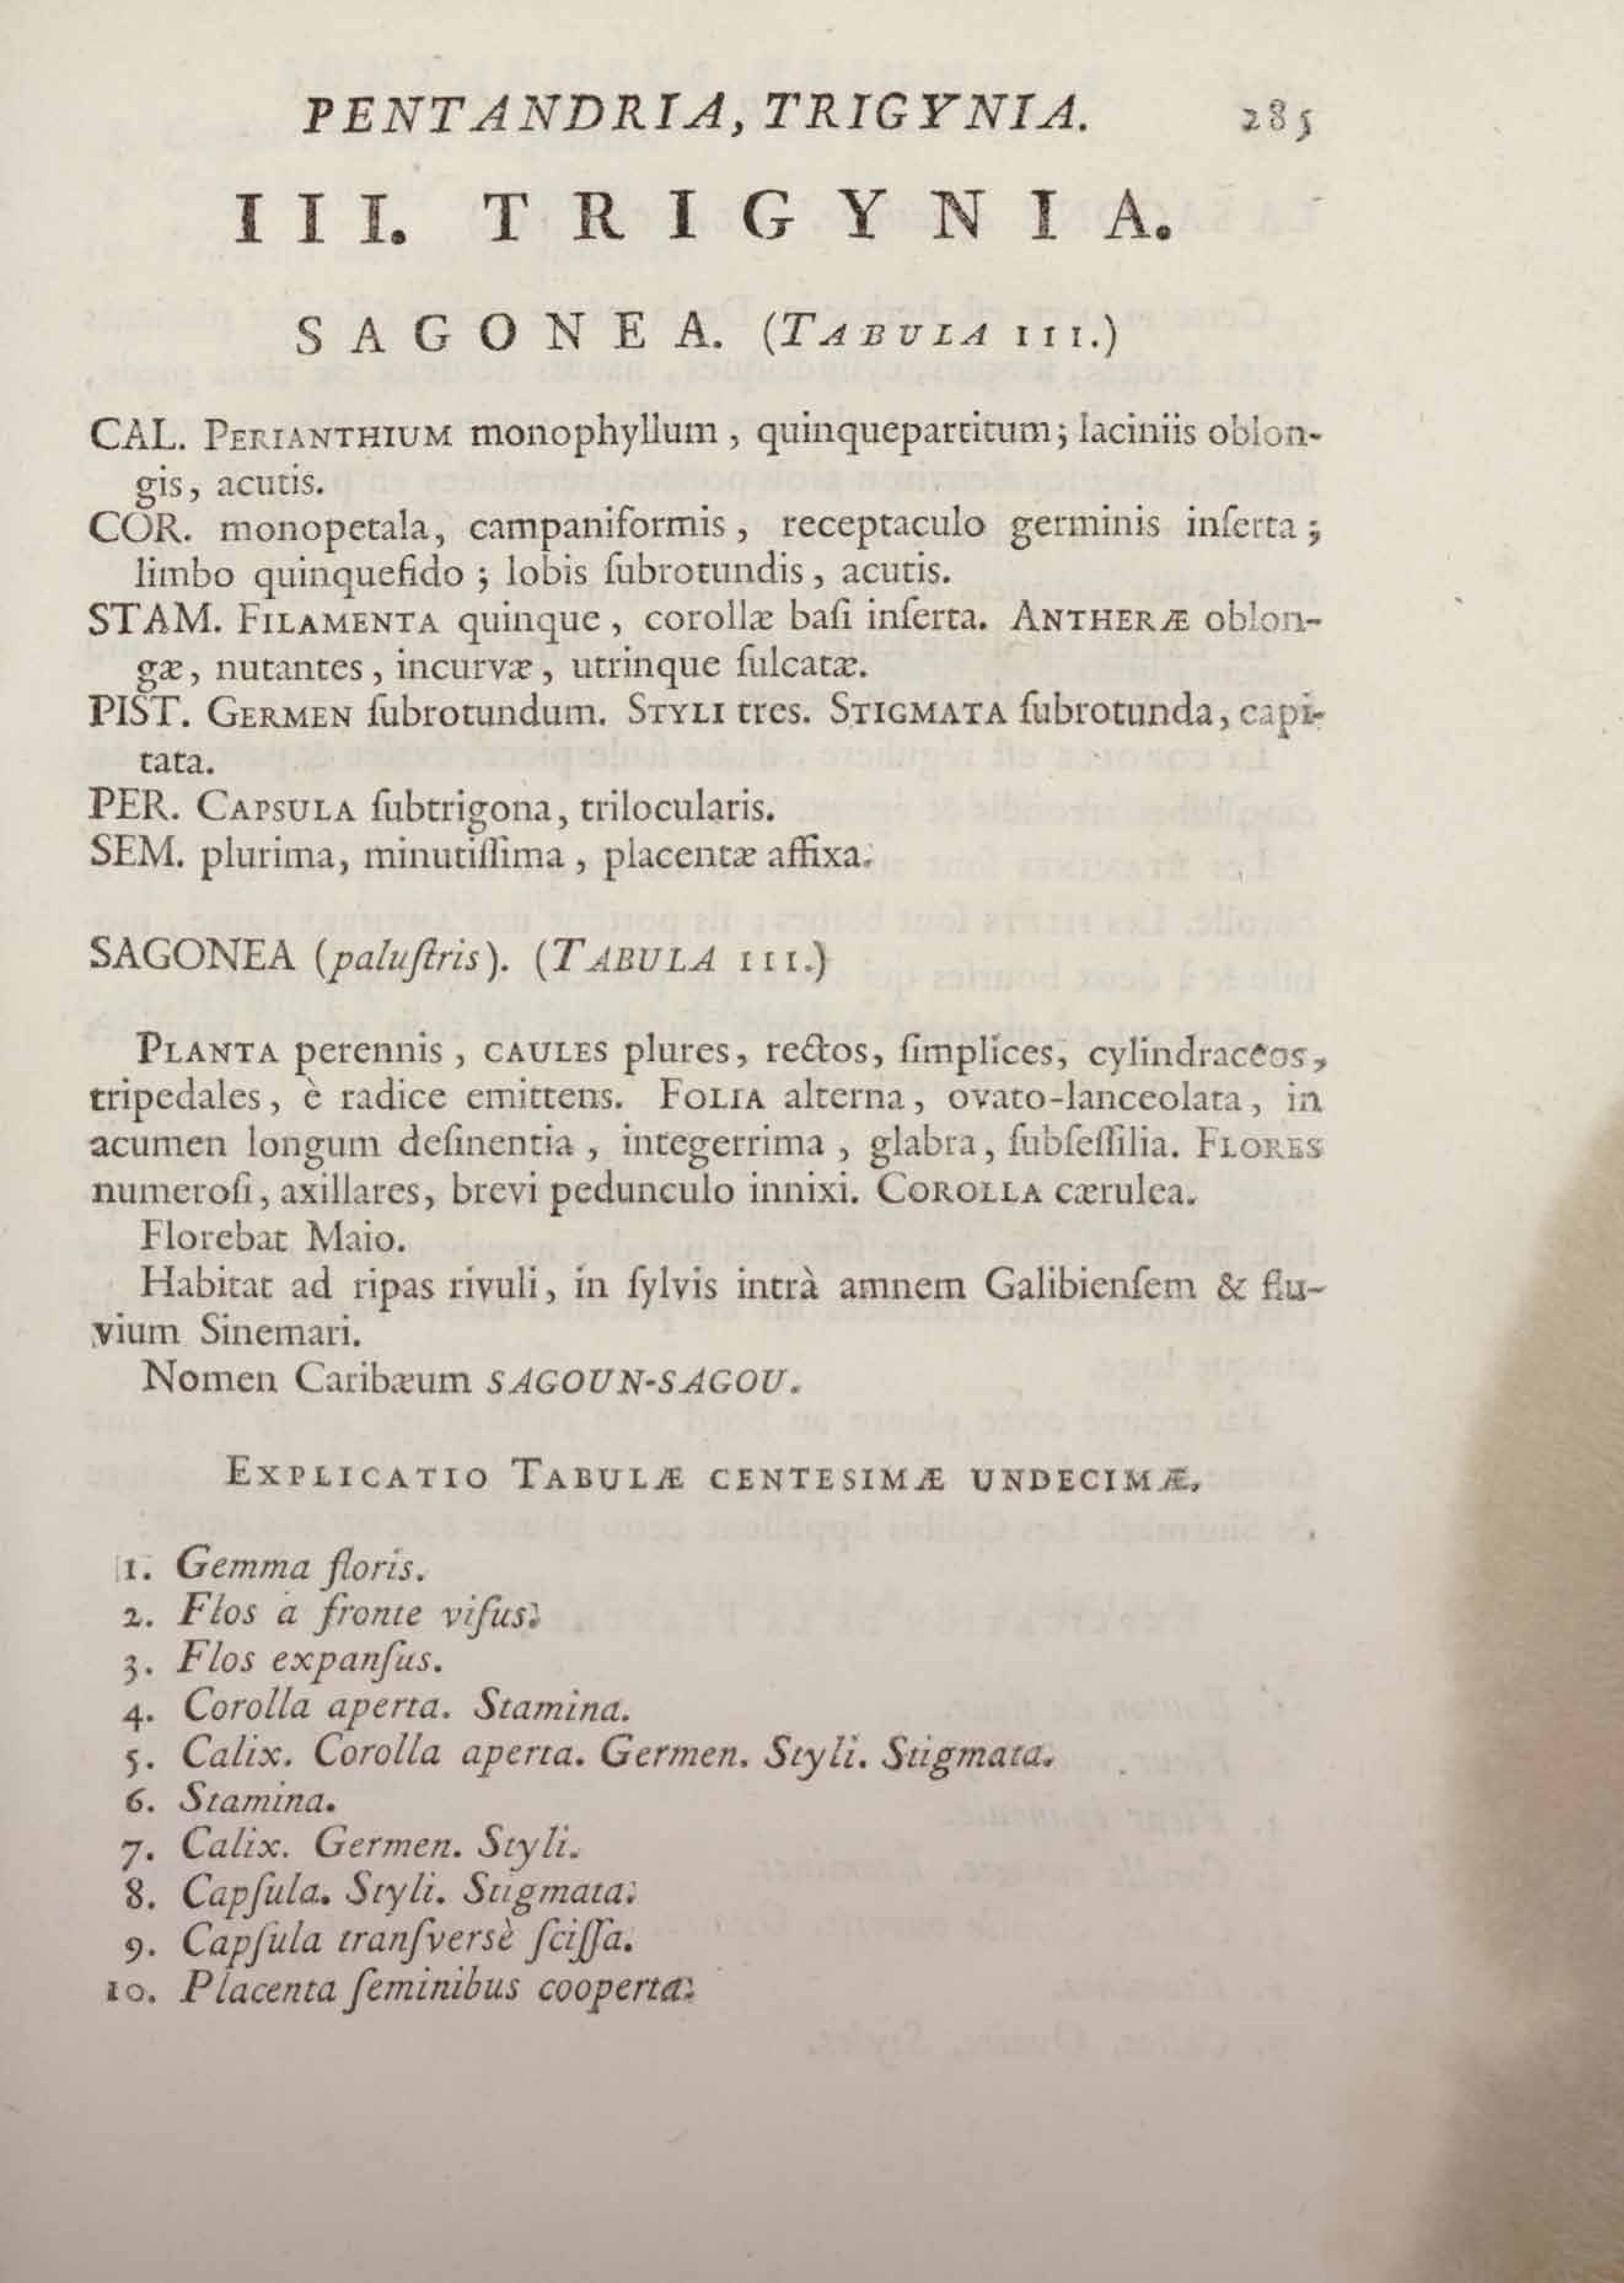 PENTANDRIA, TRIGYNIA. 285
III. TRIGYNIA.
SAGONEA. (TABULA III.)
CAL. PERIANTHIUM monophyllum, quinquepartitum; laciniis oblon-
gis, acutis.
COR. monopetala, campaniformis, receptaculo germinis inſerta;
limbo quinquefido; lobis ſubrotundis, acutis.
STAM. FILAMENTA quinque, corollæ baſi inſerta. ANTHERÆ oblon-
gæ, nutantes, incurvæ, utrinque ſulcatæ.
PIST. GERMEN ſubrotundum. STYLI tres. STIGMATA ſubrotunda, capi-
tata.
PER. CAPSULA ſubtrigona, trilocularis.
SEM. plurima, minutiſſima, placentæ affixa.
SAGONEA (paluſtris). (TABULA III.)
PLANTA perennis, CAULES plures, rectos, ſimplices, cylindraceos,
tripedales, è radice emittens. FOLIA alterna, ovato-lanceolata, in
acumen longum deſinentia, integerrima, glabra, ſubſeſſilia. FLORES
numeroſi, axillares, brevi pedunculo innixi. COROLLA cærulea.
Florebat Maio.
Habitat ad ripas rivuli, in ſylvis intrà amnem Galibienſem & flu-
vium Sinemari.
Nomen Caribæum SAGOUN-SAGOU.
EXPLICATIO TABULÆ CENTESIMÆ UNDECIMÆ.
1. Gemma floris.
2. Flos a fronte viſus.
3. Flos expanſus.
4. Corolla aperta. Stamina.
5. Calix. Corolla aperta. Germen. Styli. Stigmata.
6. Stamina.
7. Calix. Germen. Styli.
8. Capſula. Styli. Stigmata.
9. Capſula tranſversè ſciſſa.
10. Placenta ſeminibus cooperta.